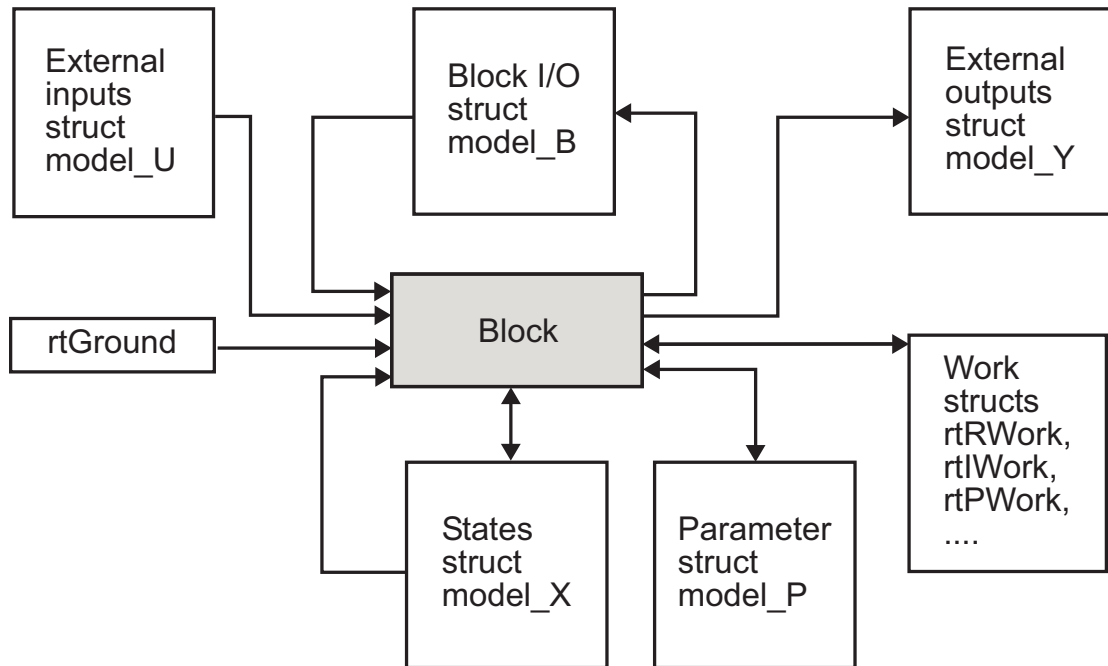 External
inputs
struct
model_U
Block I/O
struct
model_B
External
outputs
struct
model_Y
rtGround
Block
Work
structs
rtRWork,
rtIWork,
rtPWork,
....
States
struct
model_X
Parameter
struct
model_P